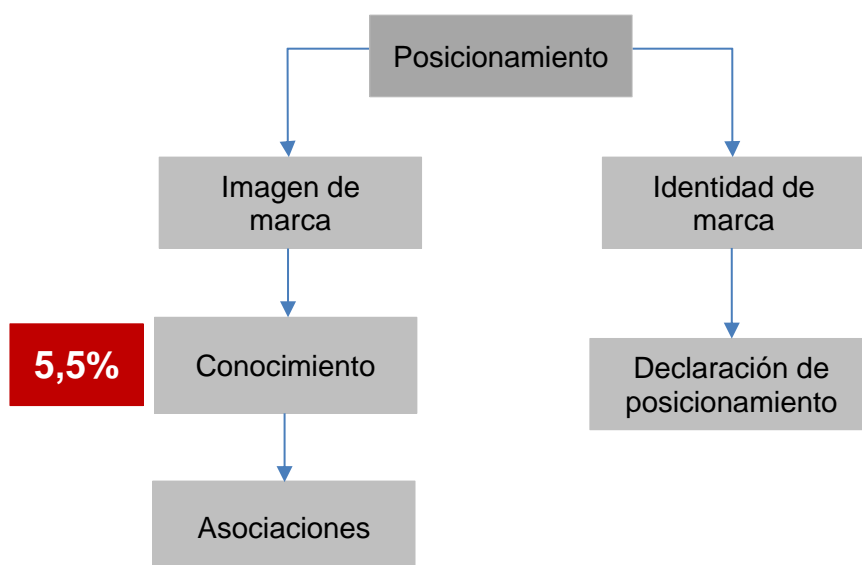 Posicionamiento
Imagen de
marca
Identidad de
marca
5,5%
Conocimiento
Declaración de
posicionamiento
Asociaciones